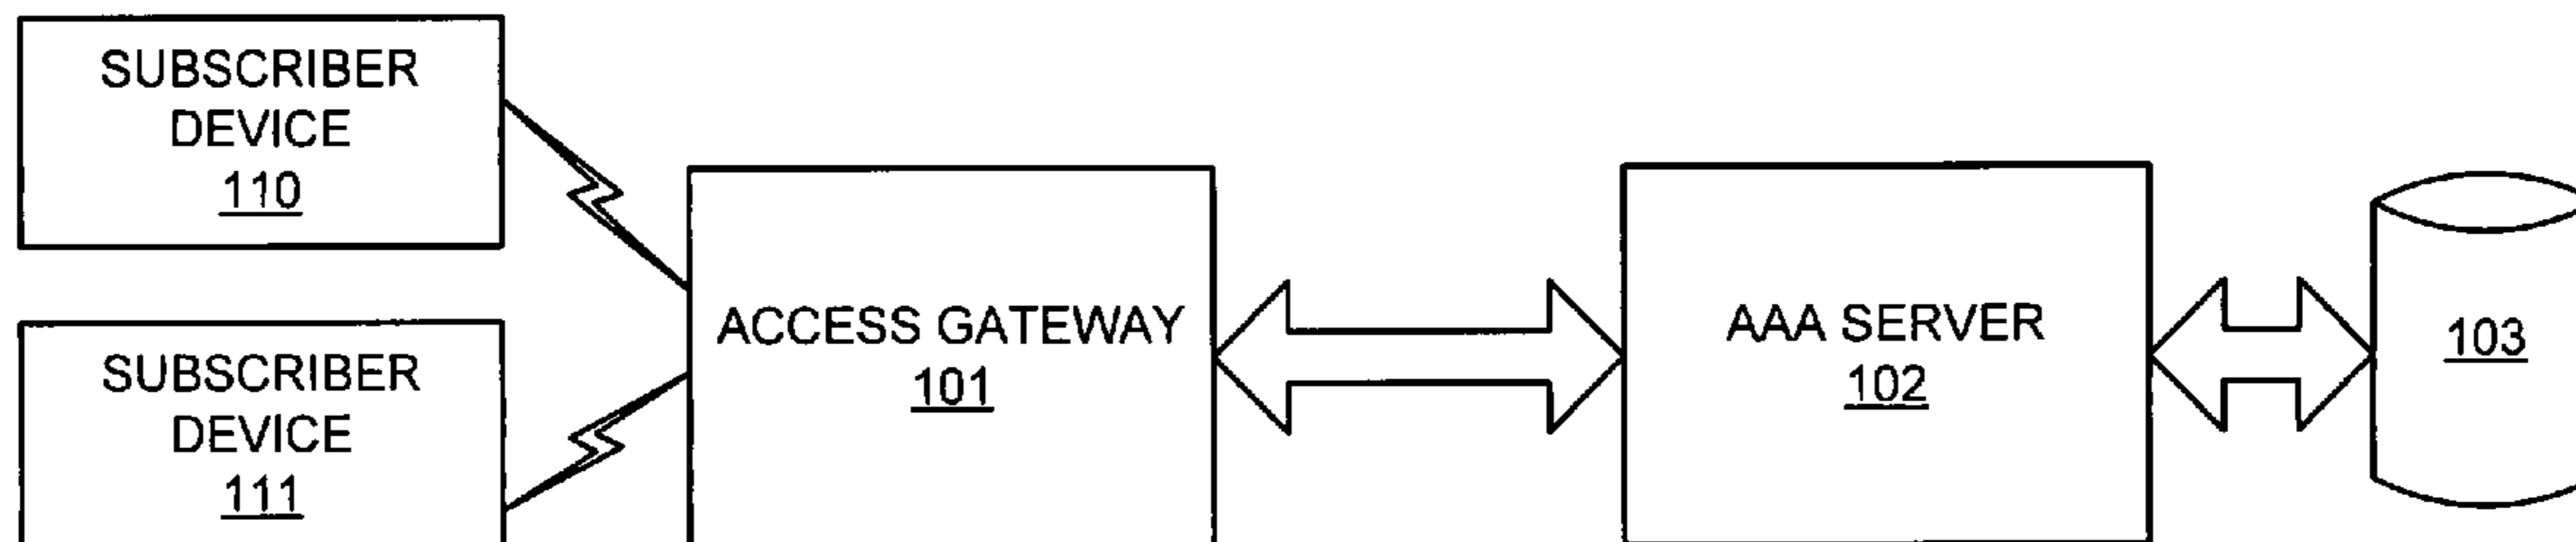 SUBSCRIBER
DEVICE
110
SUBSCRIBER
DEVICE
111
ACCESS GATEWAY
101
AAA SERVER
102
103